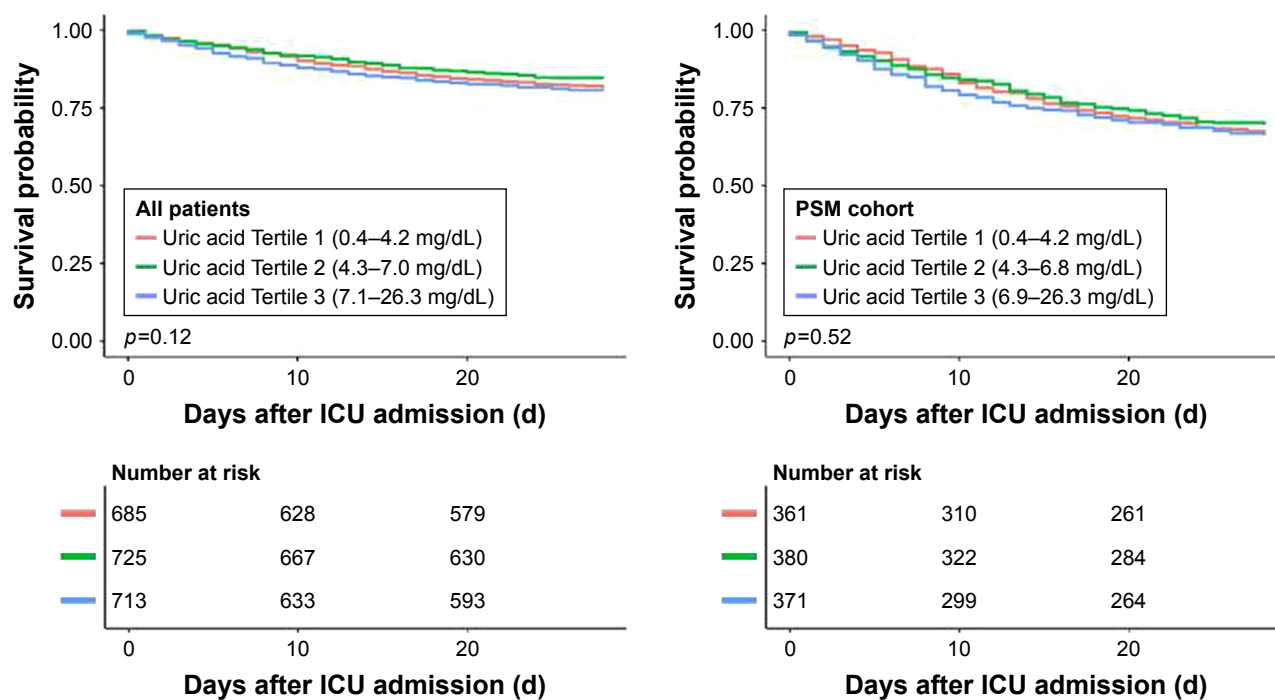 1.00
0.75
0.50
0.25
0.00
Survival probability
All patients
Uric acid Tertile 1 (0.4–4.2 mg/dL)
Uric acid Tertile 2 (4.3–7.0 mg/dL)
Uric acid Tertile 3 (7.1–26.3 mg/dL)
p=0.12
0 10 20
Days after ICU admission (d)
Number at risk
685 628 579
725 667 630
713 633 593
0 10 20
Days after ICU admission (d)
1.00
0.75
0.50
0.25
0.00
Survival probability
PSM cohort
Uric acid Tertile 1 (0.4–4.2 mg/dL)
Uric acid Tertile 2 (4.3–6.8 mg/dL)
Uric acid Tertile 3 (6.9–26.3 mg/dL)
p=0.52
0 10 20
Days after ICU admission (d)
Number at risk
361 310 261
380 322 284
371 299 264
0 10 20
Days after ICU admission (d)